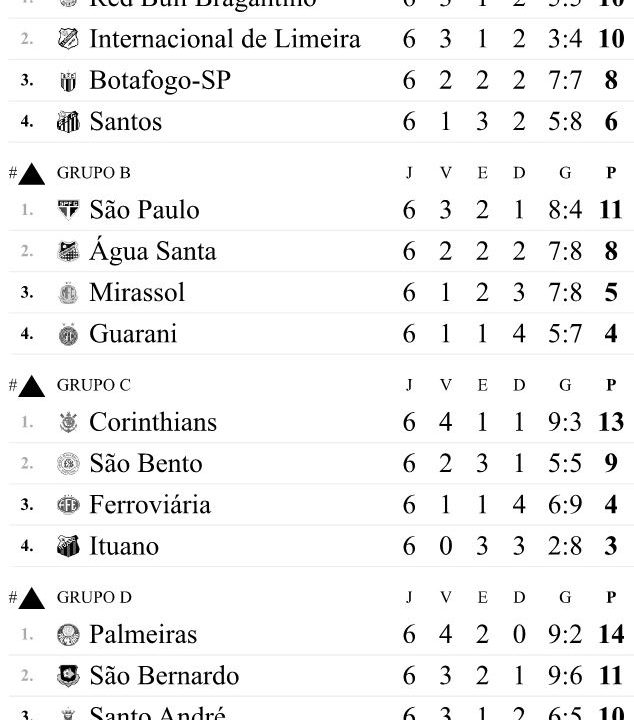 1. Red Bull Bragantino 6 3 1 2 5:5 10
2. Internacional de Limeira 6 3 1 2 3:4 10
3. Botafogo-SP 6 2 2 2 7:7 8
4. Santos 6 1 3 2 5:8 6
# GRUPO B J V E D G P
1. São Paulo 6 3 2 1 8:4 11
2. Água Santa 6 2 2 2 7:8 8
3. Mirassol 6 1 2 3 7:8 5
4. Guarani 6 1 1 4 5:7 4
# GRUPO C J V E D G P
1. Corinthians 6 4 1 1 9:3 13
2. São Bento 6 2 3 1 5:5 9
3. Ferroviária 6 1 1 4 6:9 4
4. Ituano 6 0 3 3 2:8 3
# GRUPO D J V E D G P
1. Palmeiras 6 4 2 0 9:2 14
2. São Bernardo 6 3 2 1 9:6 11
3. Santo André 6 3 1 2 6:5 10